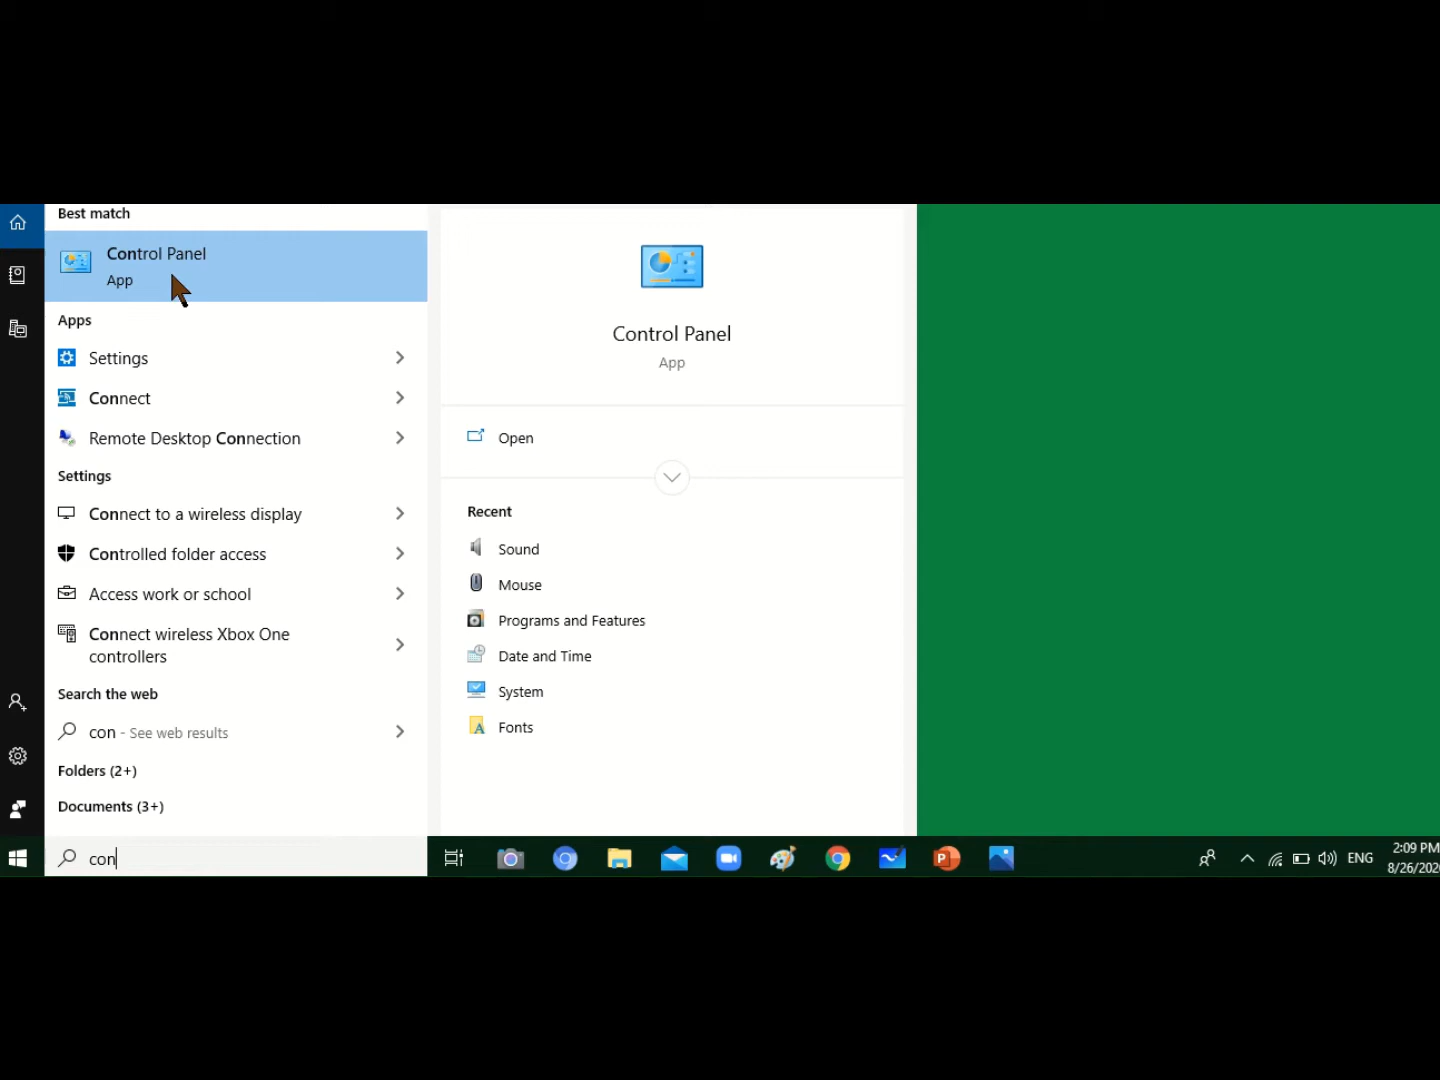 Best match
Control Panel
App
Apps
Settings
Connect
Remote Desktop Connection
Settings
Connect to a wireless display
Controlled folder access
Access work or school
Connect wireless Xbox One
controllers
Search the web
con - See web results
Folders (2+)
Documents (3+)
con
Control Panel
App
Open
Recent
Sound
Mouse
Programs and Features
Date and Time
System
Fonts
P
ENG
2:09 PM
8/26/202